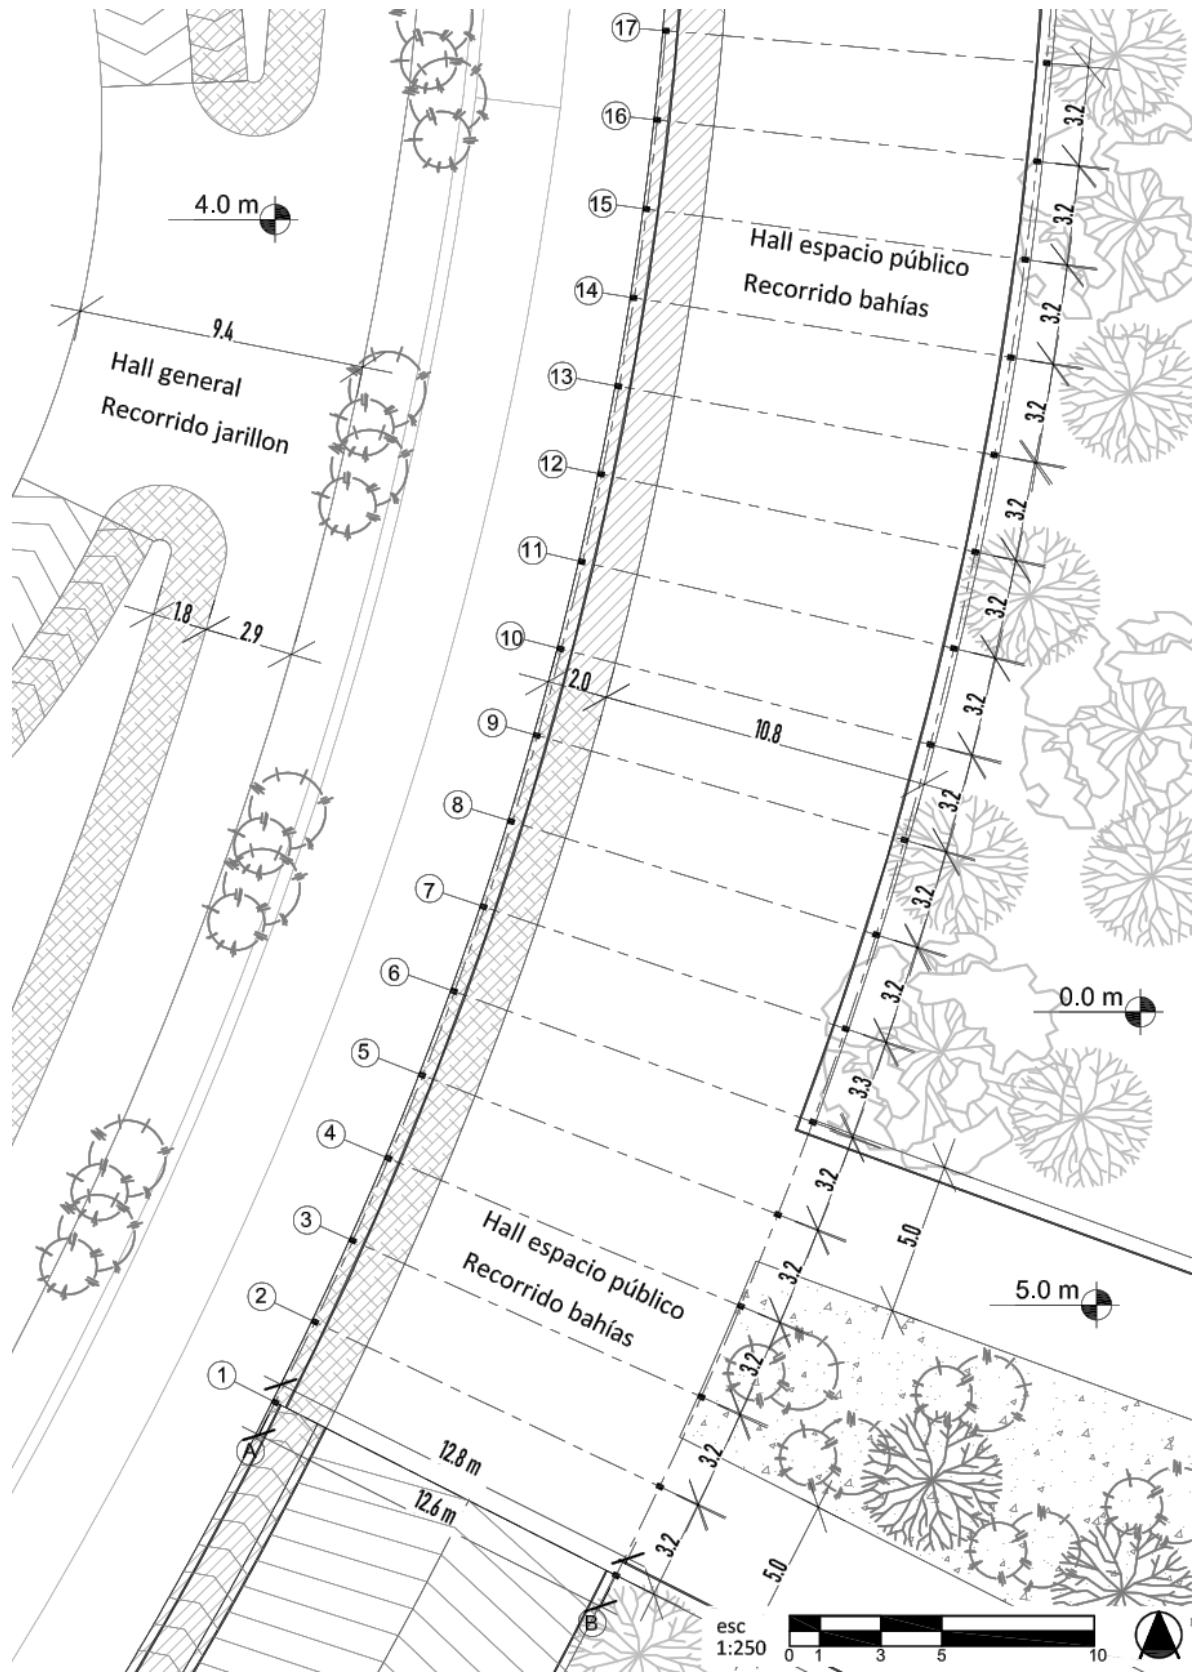 17
16
3.2
15
4.0 m
3.2
Hall espacio público
Recorrido bahías
14
3.2
9.4
Hall general
Recorrido jarillon
13
3.2
12
3.2
11
3.2
1.8
2.9
10
2.0
3.2
9
10.8
8
3.2
7
3.2
6
3.2
0.0 m
5
3.3
4
3.2
3
Hall espacio público
Recorrido bahías
5.0
3.2
2
5.0 m
1
3.2
12.8 m
3.2
A
12.6 m
3.2
5.0
B
esc
1:250
0 1 3 5 10